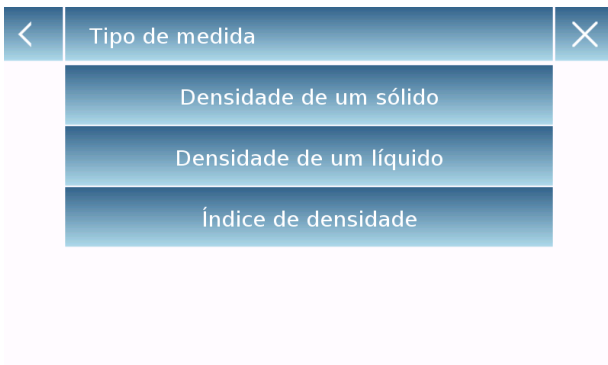 Tipo de medida
Densidade de um sólido
Densidade de um líquido
Índice de densidade